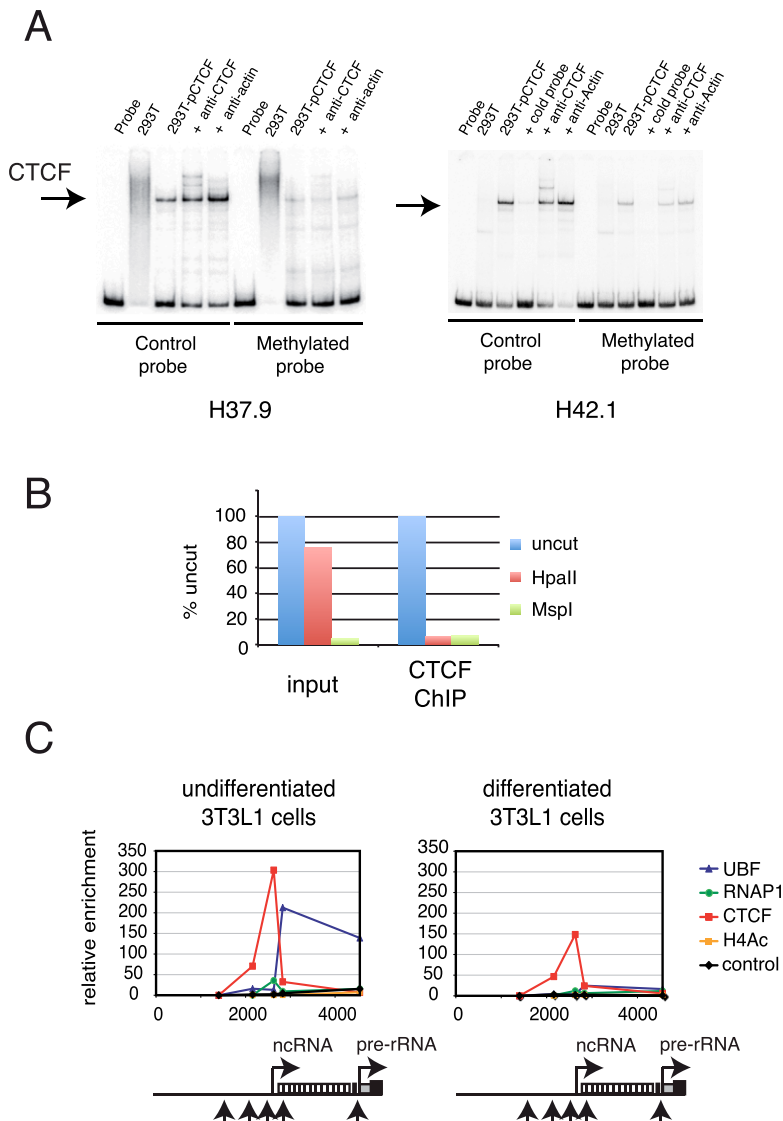 A
Probe
293T
293T-pCTCF
+ anti-CTCF
+ anti-actin
Probe
293T
293T-pCTCF
+ anti-CTCF
+ anti-actin
Probe
293T
293T-pCTCF
+ cold probe
+ anti-CTCF
+ anti-Actin
Probe
293T
293T-pCTCF
+ cold probe
+ anti-CTCF
+ anti-Actin
CTCF
Control
probe
Methylated
probe
Control
probe
Methylated
probe
H37.9
H42.1
B
% uncut
100
80
60
40
20
0
input
CTCF
ChIP
uncut
HpaII
MspI
C
undifferentiated
3T3L1 cells
differentiated
3T3L1 cells
relative enrichment
350
300
250
200
150
100
50
0
0
2000
4000
350
300
250
200
150
100
50
0
0
2000
4000
UBF
RNAP1
CTCF
H4Ac
control
ncRNA
pre-rRNA
ncRNA
pre-rRNA